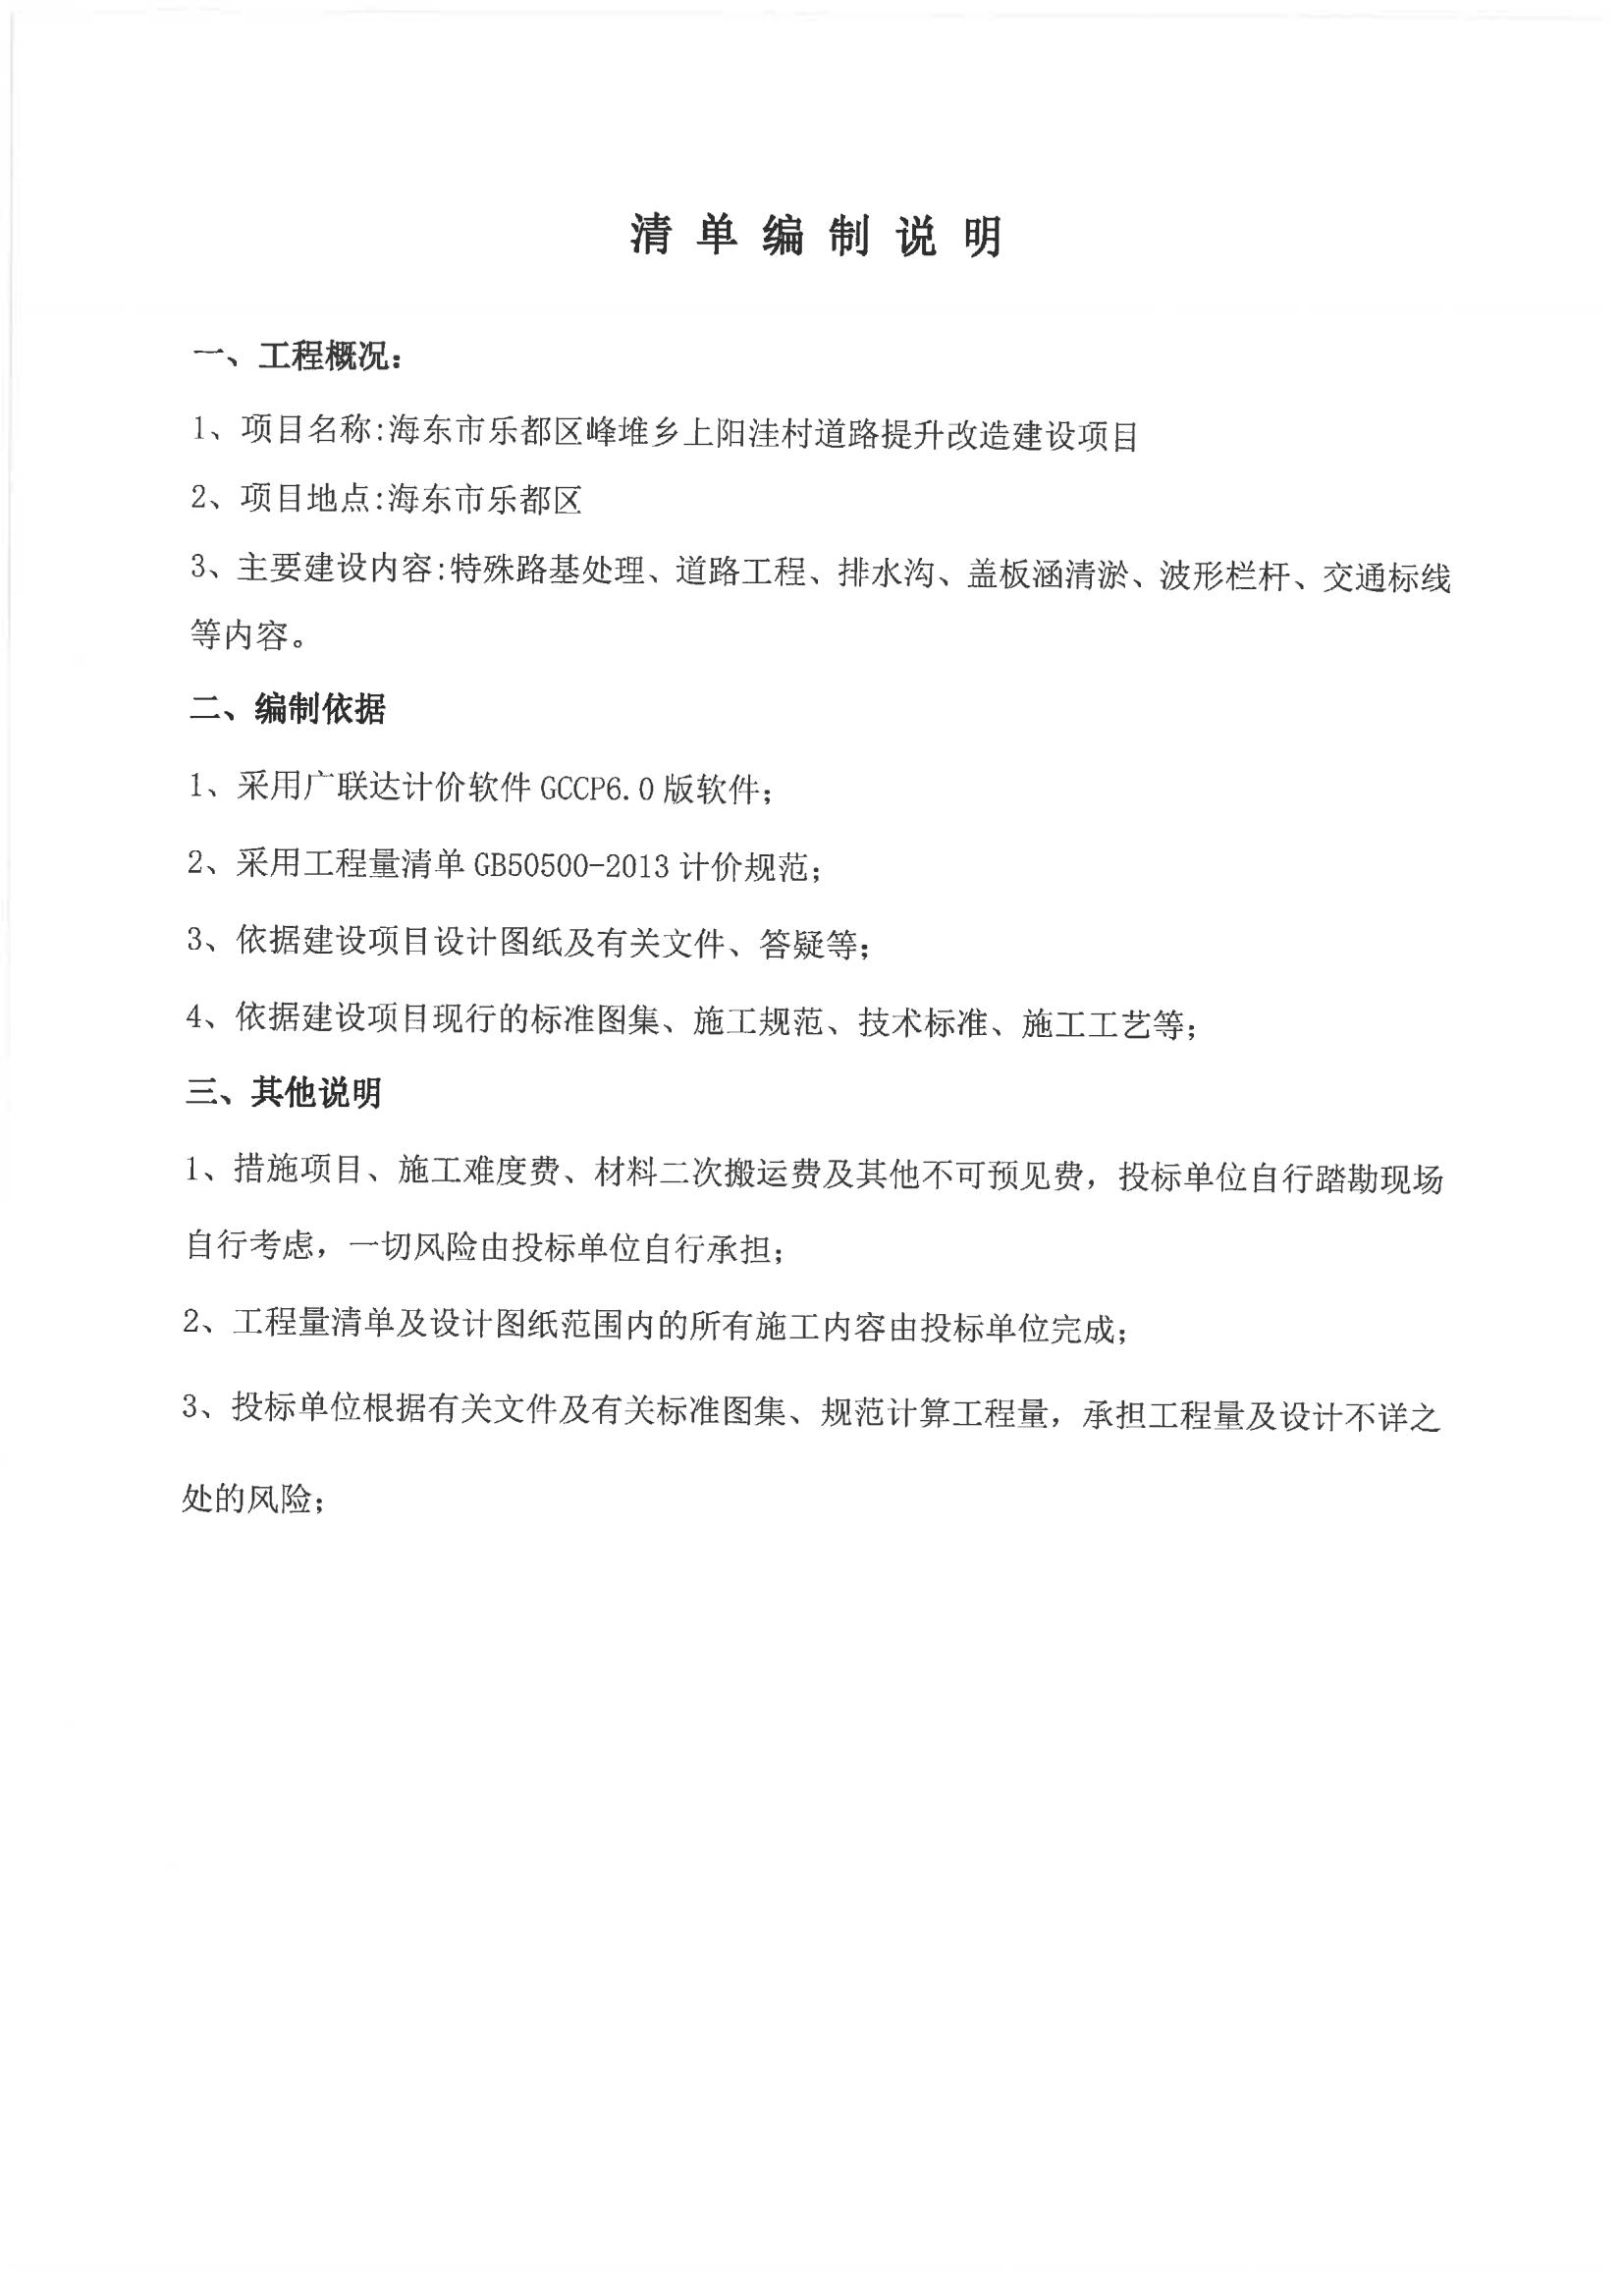 清单编制说明
一、工程概况：
1、项目名称:海东市乐都区峰堆乡上阳洼村道路提升改造建设项目
2、项目地点:海东市乐都区
3、主要建设内容:特殊路基处理、道路工程、排水沟、盖板涵清淤、波形栏杆、交通标线
等内容。
二、编制依据
1、采用广联达计价软件 GCCP6.0 版软件；
2、采用工程量清单 GB50500-2013 计价规范；
3、依据建设项目设计图纸及有关文件、答疑等；
4、依据建设项目现行的标准图集、施工规范、技术标准、施工工艺等；
三、其他说明
1、措施项目、施工难度费、材料二次搬运费及其他不可预见费，投标单位自行踏勘现场
自行考虑，一切风险由投标单位自行承担；
2、工程量清单及设计图纸范围内的所有施工内容由投标单位完成；
3、投标单位根据有关文件及有关标准图集、规范计算工程量，承担工程量及设计不详之
处的风险；